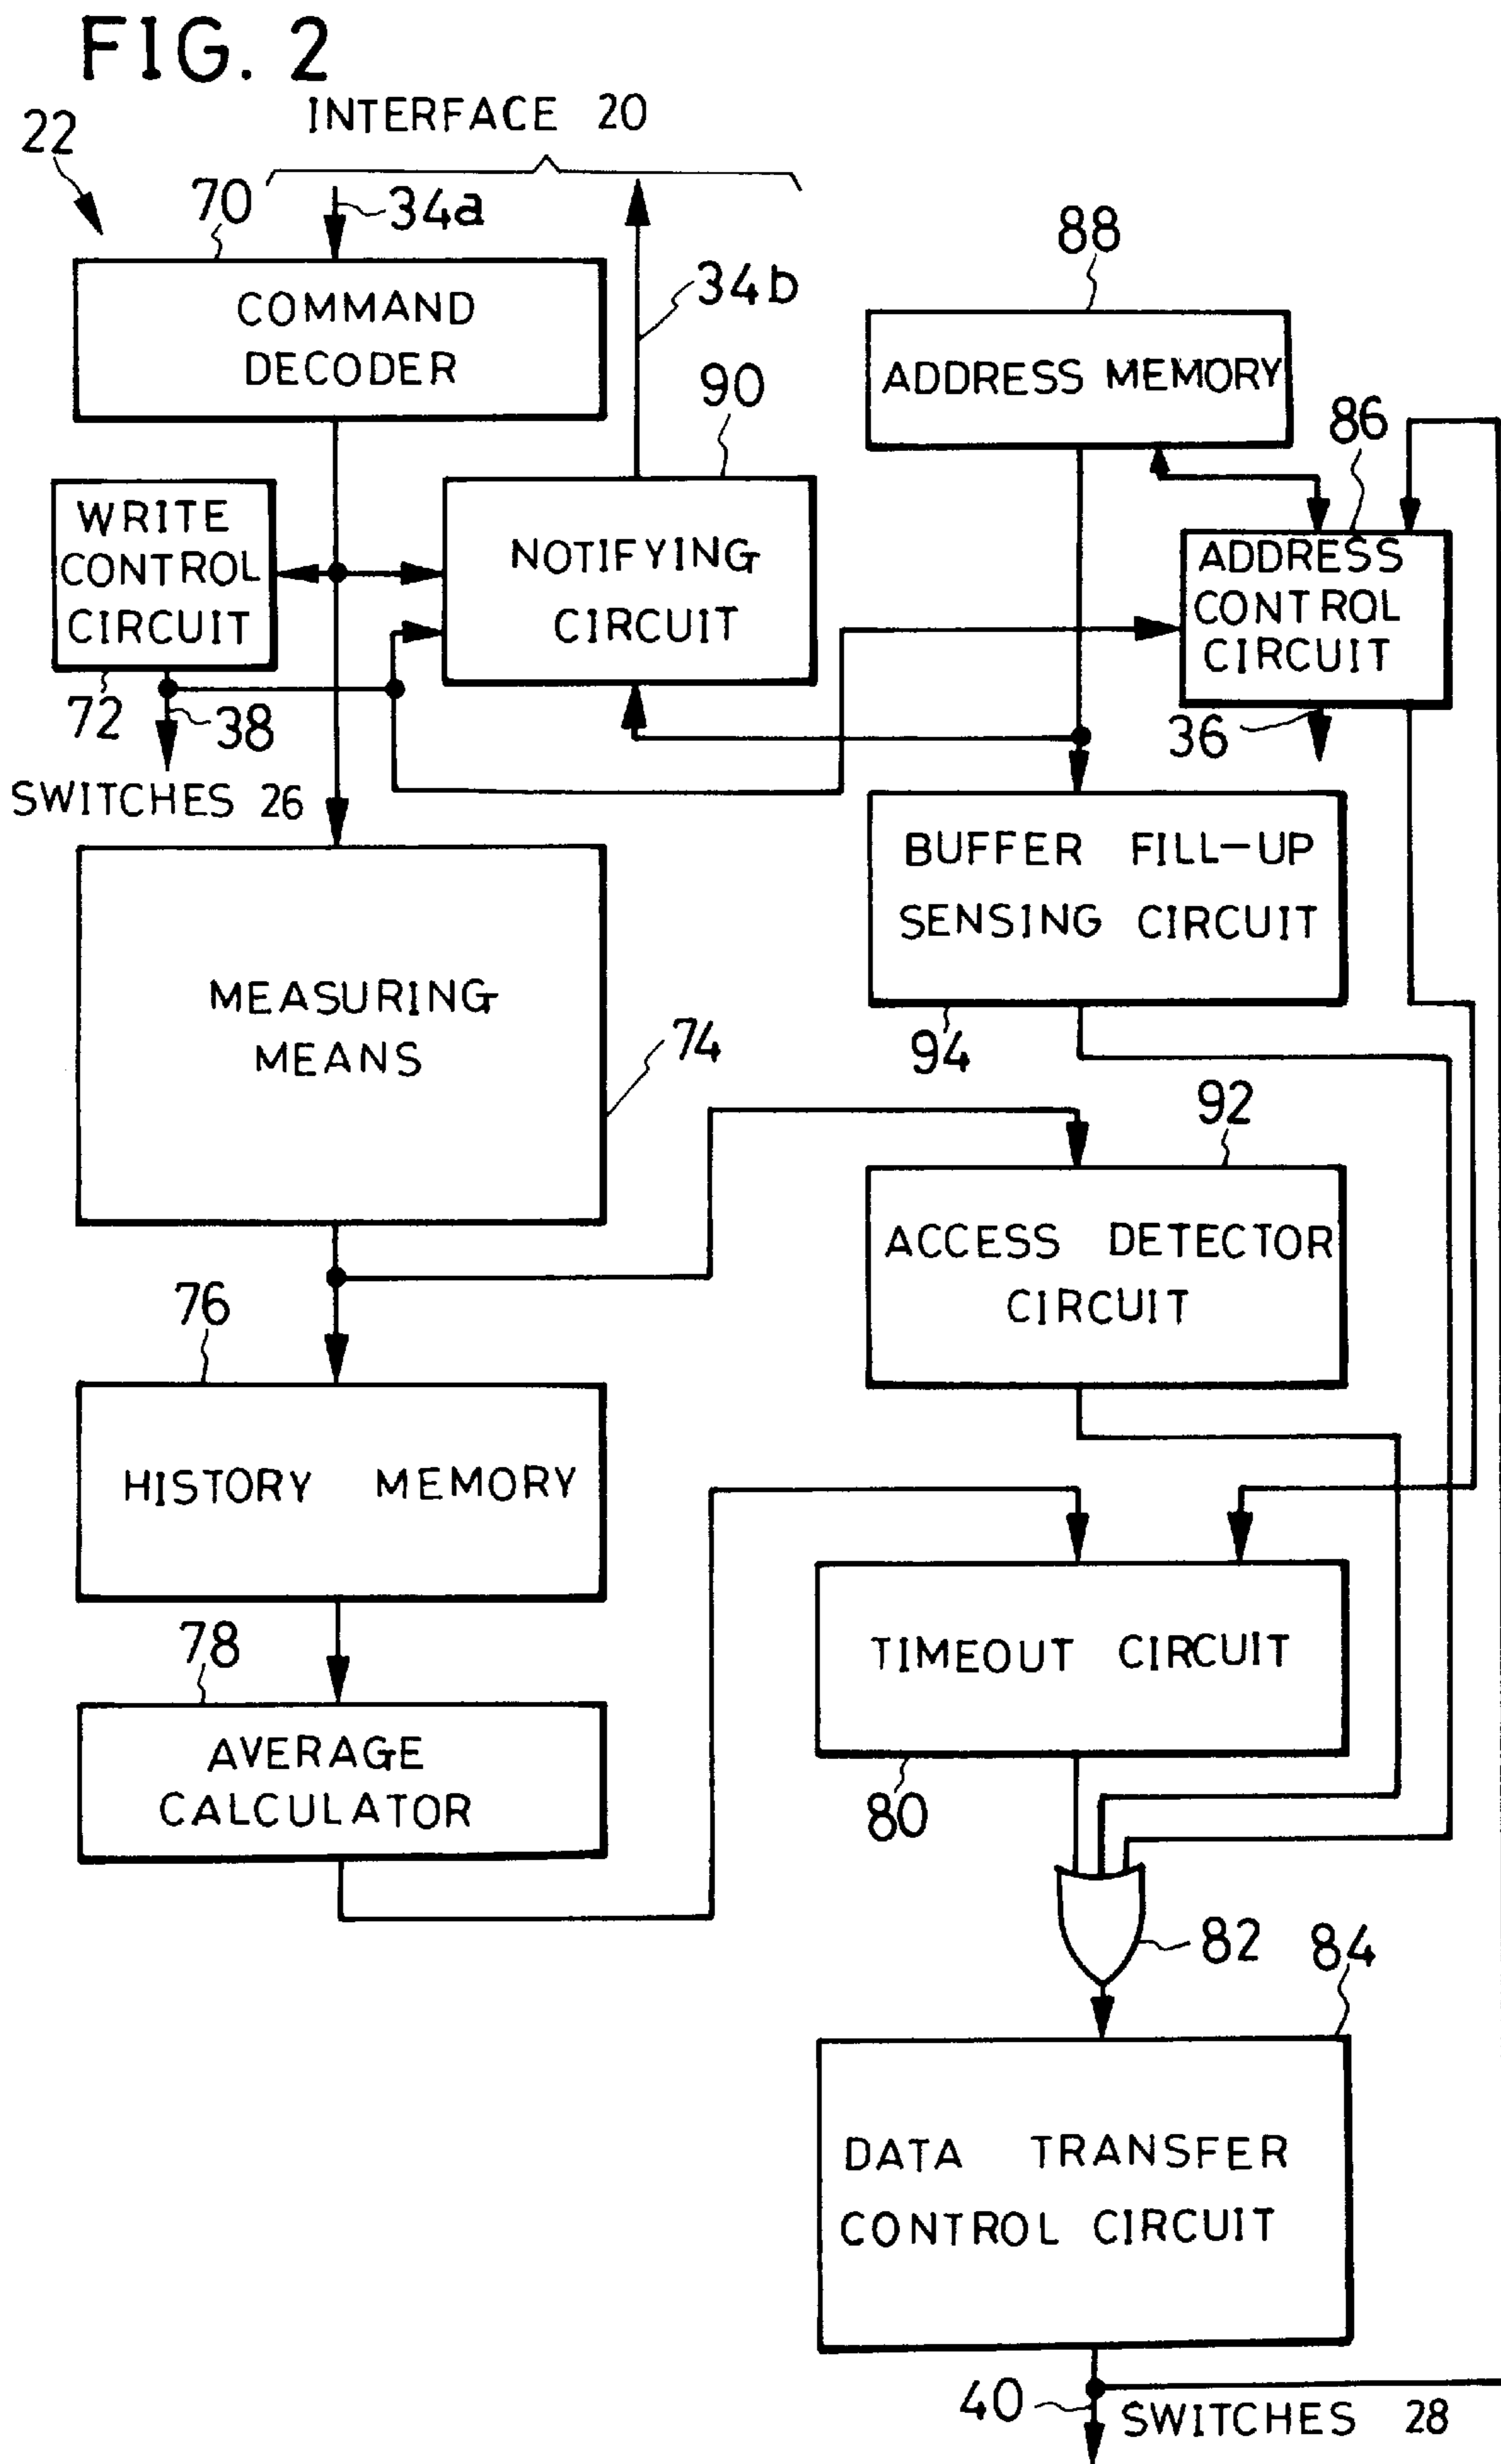 FIG. 2
22
INTERFACE 20
70
34a
COMMAND
DECODER
34b
88
ADDRESS MEMORY
90
86
WRITE
CONTROL
CIRCUIT
NOTIFYING
CIRCUIT
ADDRESS
CONTROL
CIRCUIT
72
38
36
SWITCHES 26
BUFFER FILL-UP
SENSING CIRCUIT
MEASURING
MEANS
74
94
92
ACCESS DETECTOR
CIRCUIT
76
HISTORY MEMORY
TIMEOUT CIRCUIT
78
AVERAGE
CALCULATOR
80
82
84
DATA TRANSFER
CONTROL CIRCUIT
40
SWITCHES 28